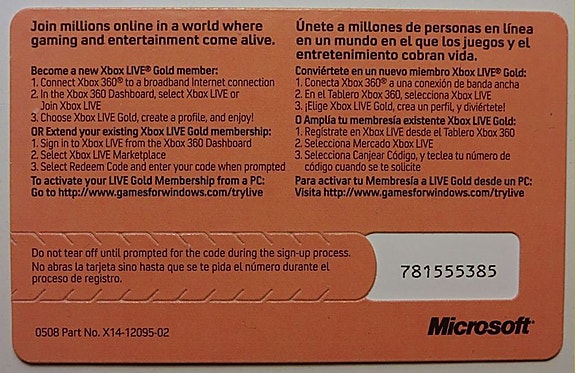 Join millions online in a world where
gaming and entertainment come alive.
Become a new Xbox LIVE® Gold member:
1. Connect Xbox 360® to a broadband Internet connection
2. In the Xbox 360 Dashboard, select Xbox LIVE or
Join Xbox LIVE
3. Choose Xbox LIVE Gold, create a profile, and enjoy!
OR Extend your existing Xbox LIVE Gold membership:
1. Sign in to Xbox LIVE from the Xbox 360 Dashboard
2. Select Xbox LIVE Marketplace
3. Select Redeem Code and enter your code when prompted
To activate your LIVE Gold Membership from a PC:
Go to http://www.gamesforwindows.com/trylive
Únete a millones de personas en línea
en un mundo en el que los juegos y el
entretenimiento cobran vida.
Conviértete en un nuevo miembro Xbox LIVE® Gold:
1. Conecta Xbox 360® a una conexión de banda ancha
2. En el Tablero Xbox 360, selecciona Xbox LIVE
3. ¡Elige Xbox LIVE Gold, crea un perfil, y diviértete!
O Amplía tu membresía existente Xbox LIVE Gold:
1. Regístrate en Xbox LIVE desde el Tablero Xbox 360
2. Selecciona Mercado Xbox LIVE
3. Selecciona Canjear Código, y teclea tu número de
código cuando se te solicite
Para activar tu Membresía a LIVE Gold desde un PC:
Visita http://www.gamesforwindows.com/trylive
Do not tear off until prompted for the code during the sign-up process.
No abras la tarjeta sino hasta que se te pida el número durante el
proceso de registro.
781555385
0508 Part No. X14-12095-02
Microsoft®